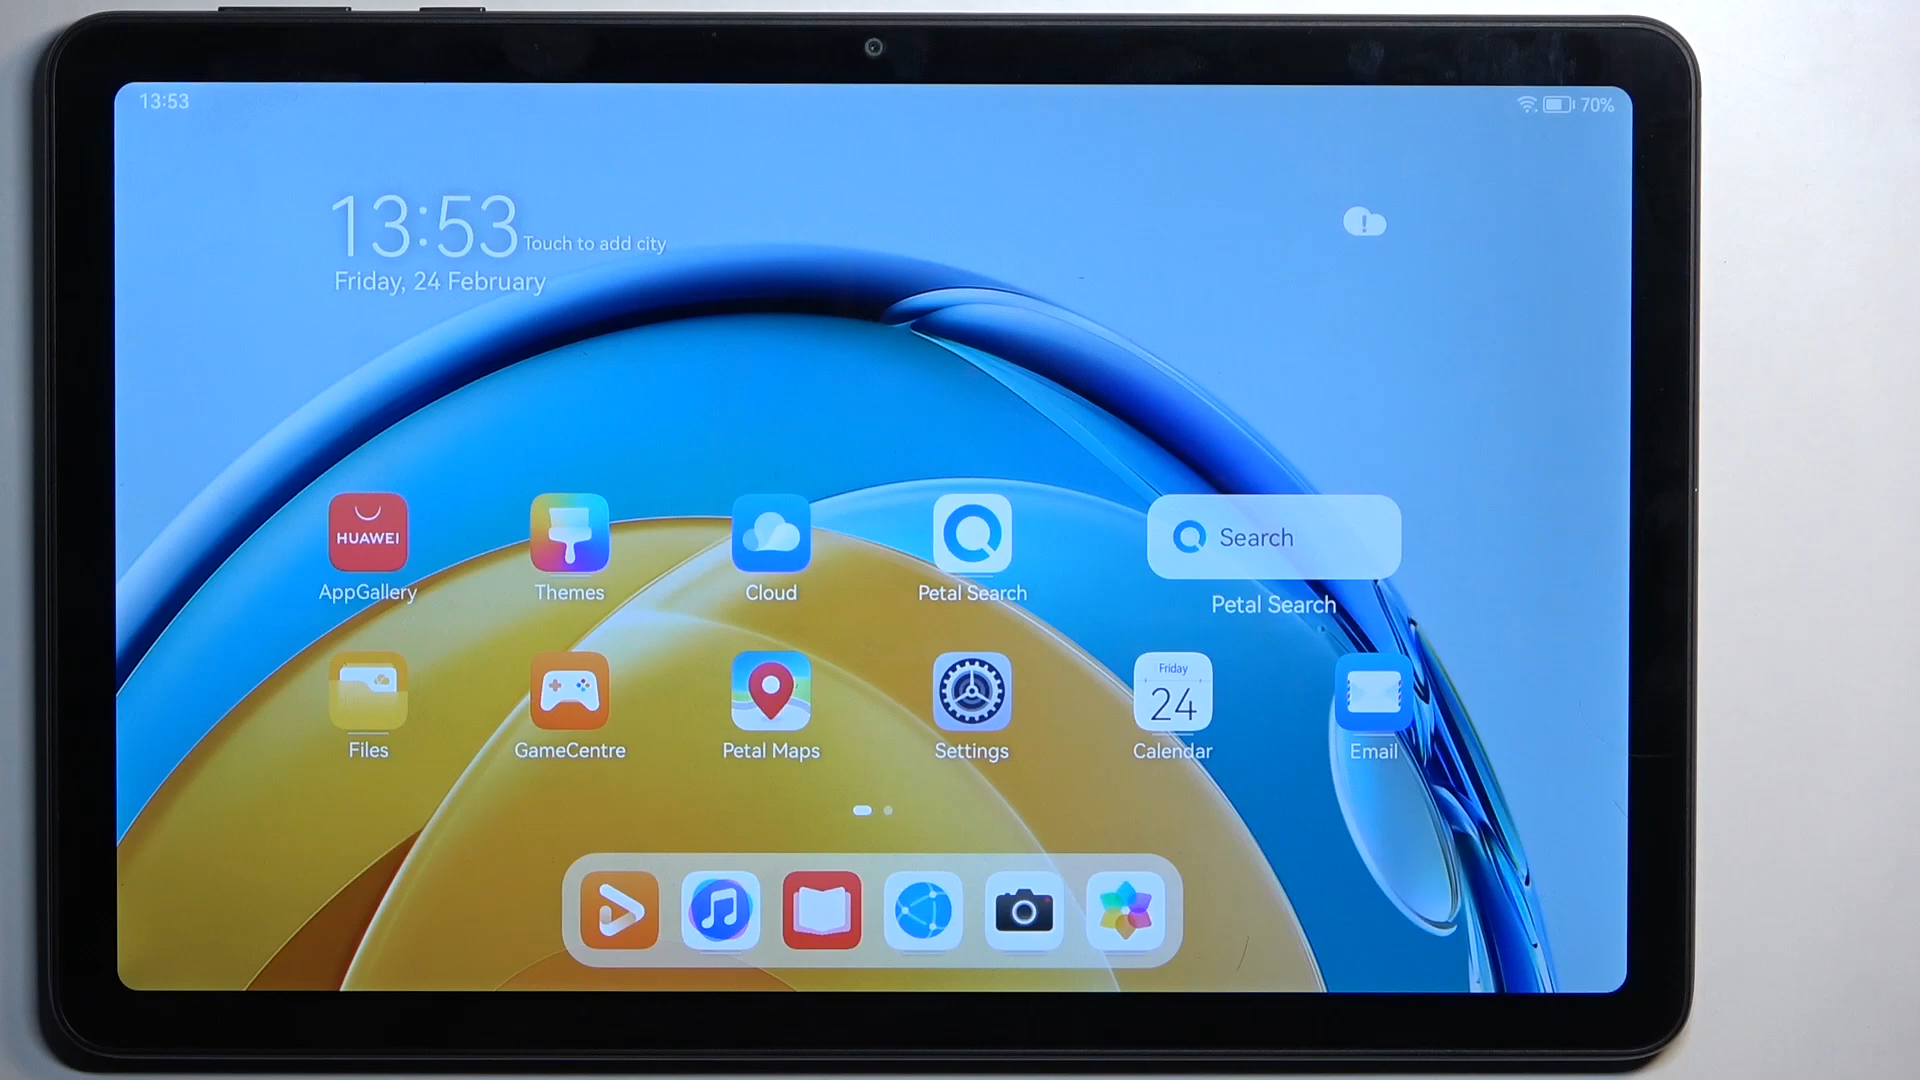 13:53
70%
13:53 Touch to add city
Friday, 24 February
HUAWEI
AppGallery
Themes
Cloud
Petal Search
Search
Petal Search
Files
GameCentre
Petal Maps
Settings
Friday
24
Calendar
Email